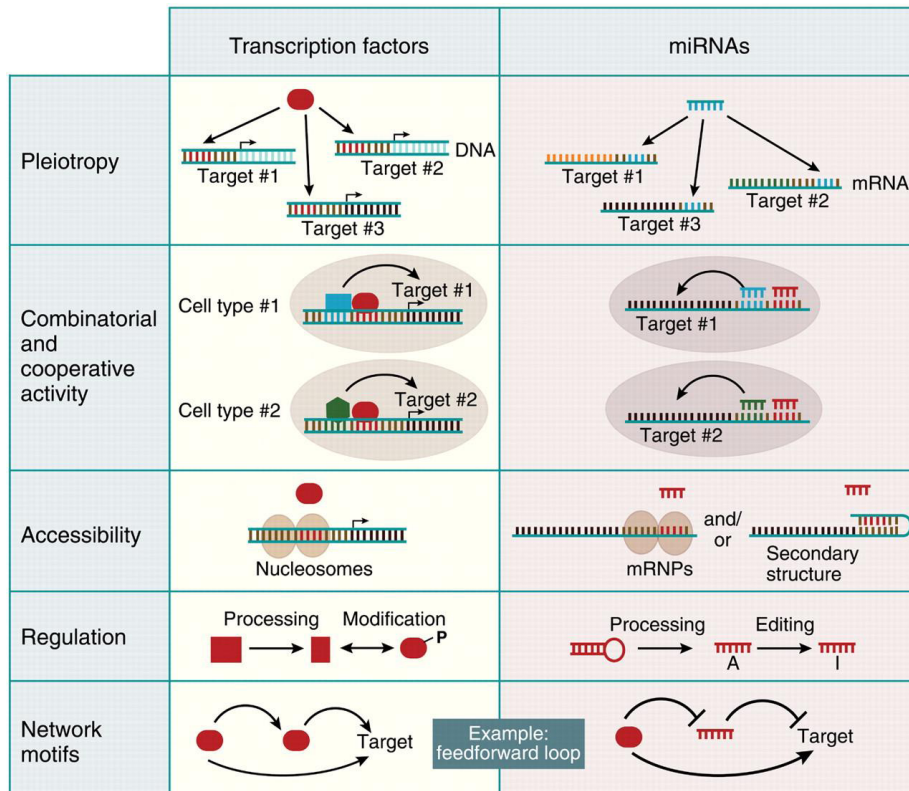 Transcription factors
miRNAs
Pleiotropy
DNA
Target #1
Target #2
Target #3
mRNA
Target #1
Target #2
Target #3
Combinatorial
and
cooperative
activity
Cell type #1
Target #1
Cell type #2
Target #2
Target #1
Target #2
Accessibility
Nucleosomes
mRNPs
and/
or
Secondary
structure
Regulation
Processing
Modification
P
Processing
Editing
A
I
Network
motifs
Target
Example:
feedforward loop
Target